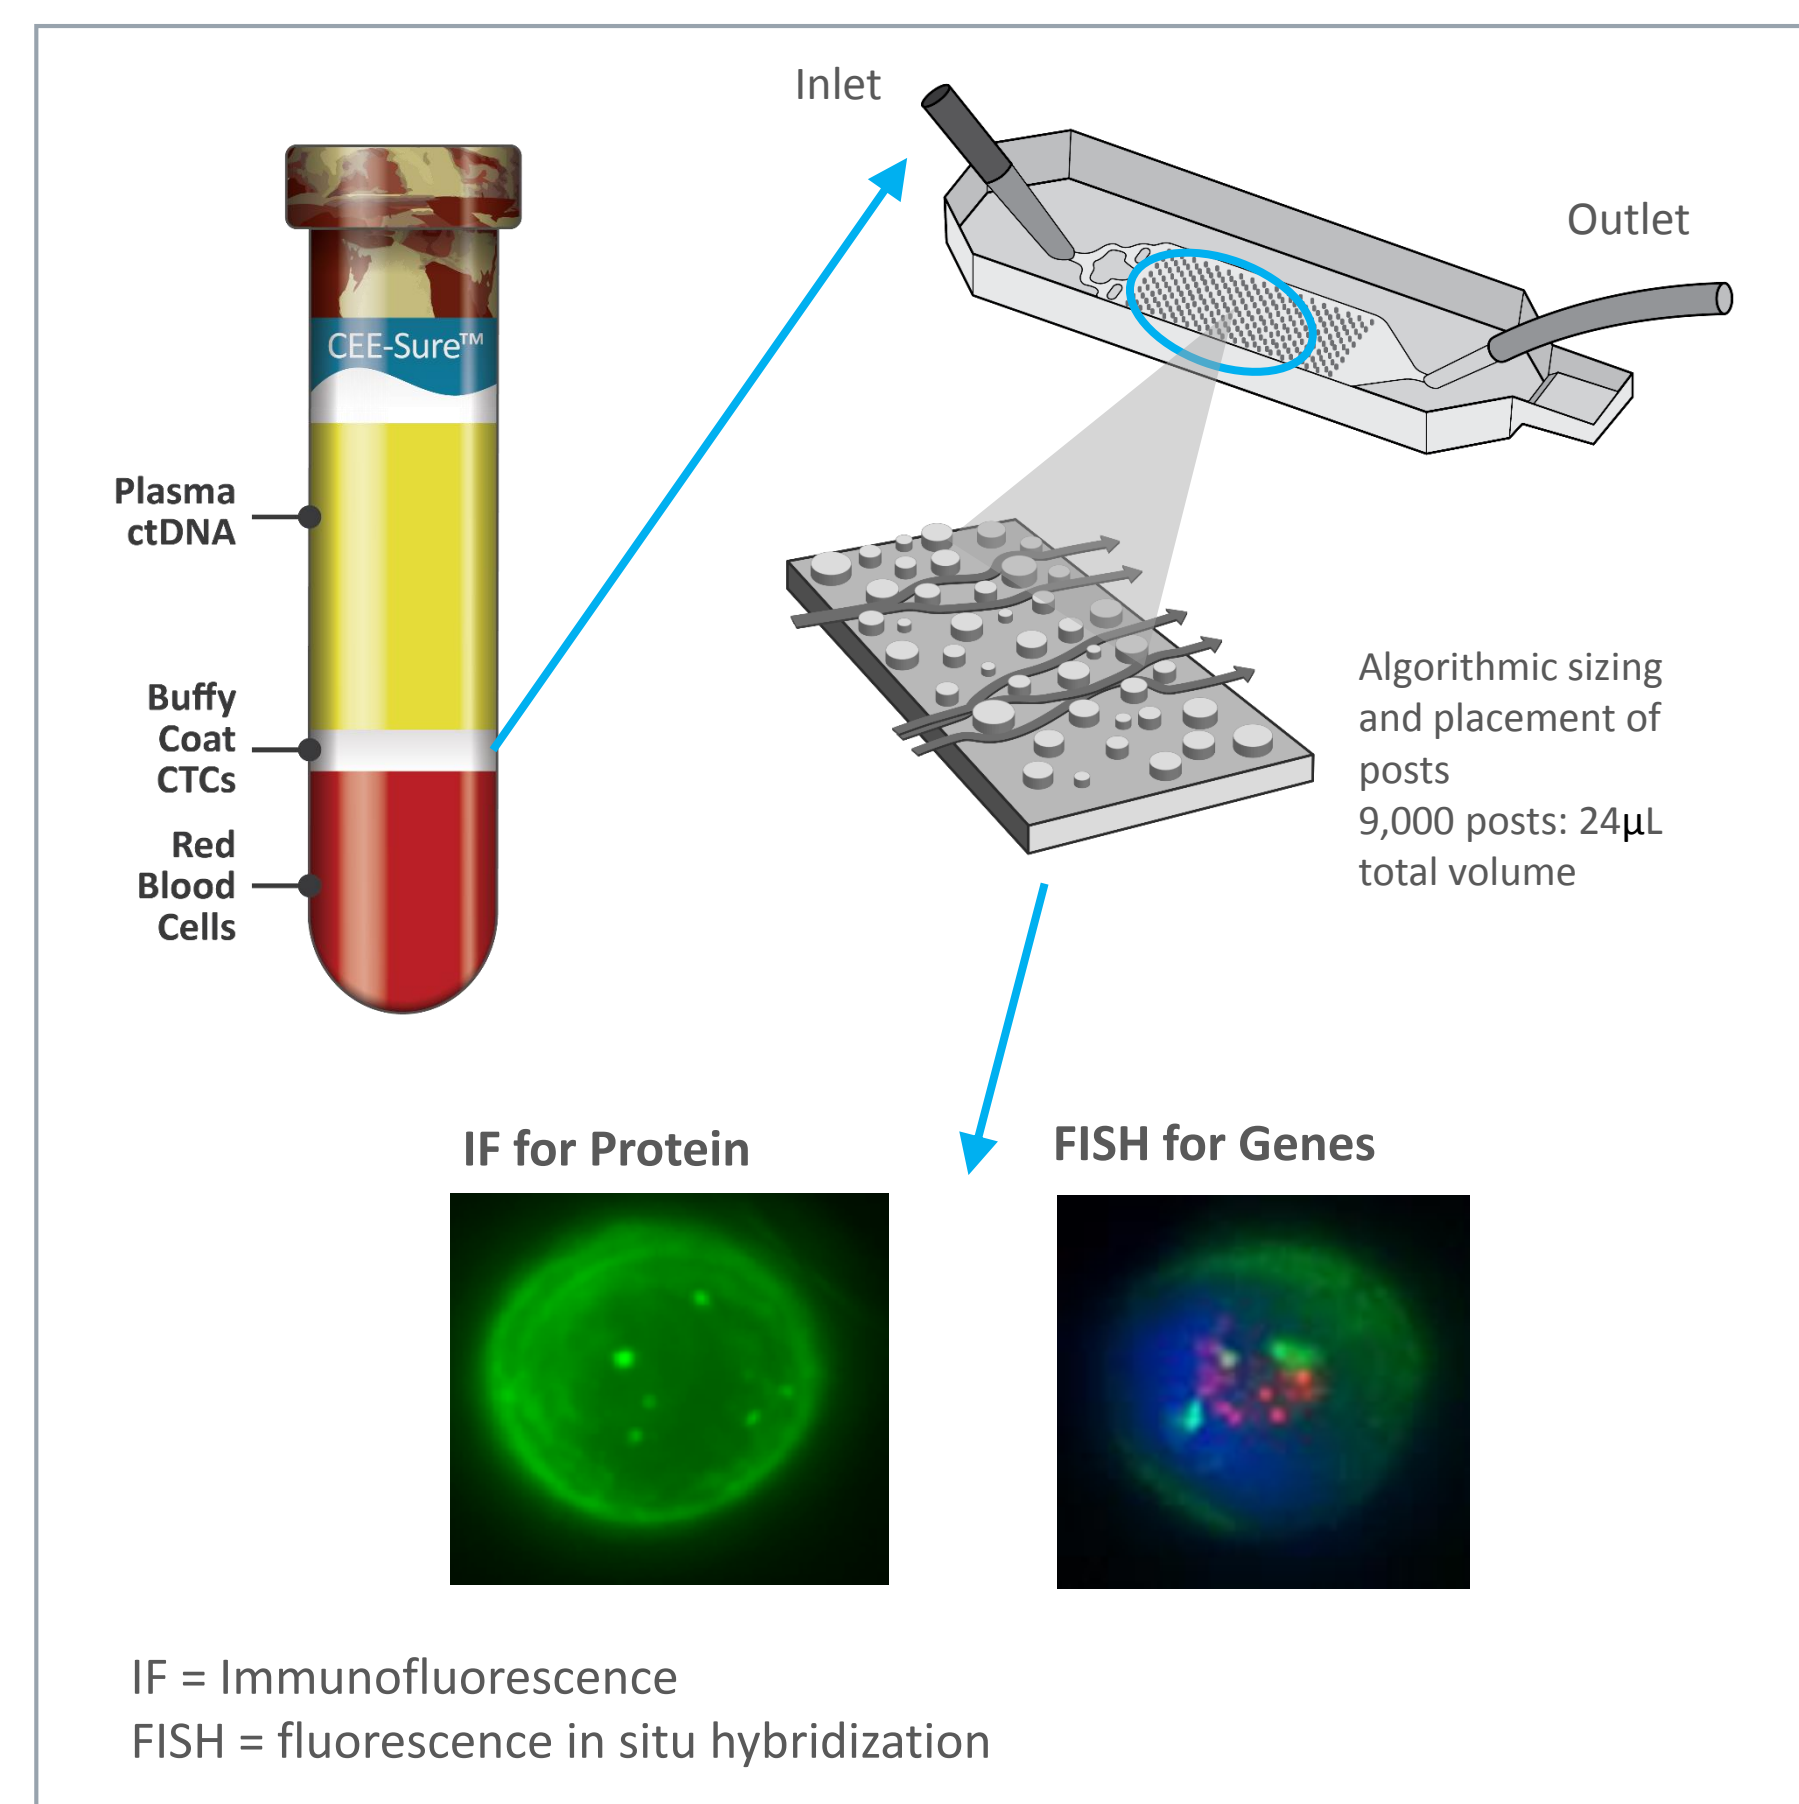 Inlet
Outlet
CEE-Sure™
Plasma
ctDNA
Buffy
Coat
CTCs
Red
Blood
Cells
Algorithmic sizing
and placement of
posts
9,000 posts: 24µL
total volume
IF for Protein
FISH for Genes
IF = Immunofluorescence
FISH = fluorescence in situ hybridization